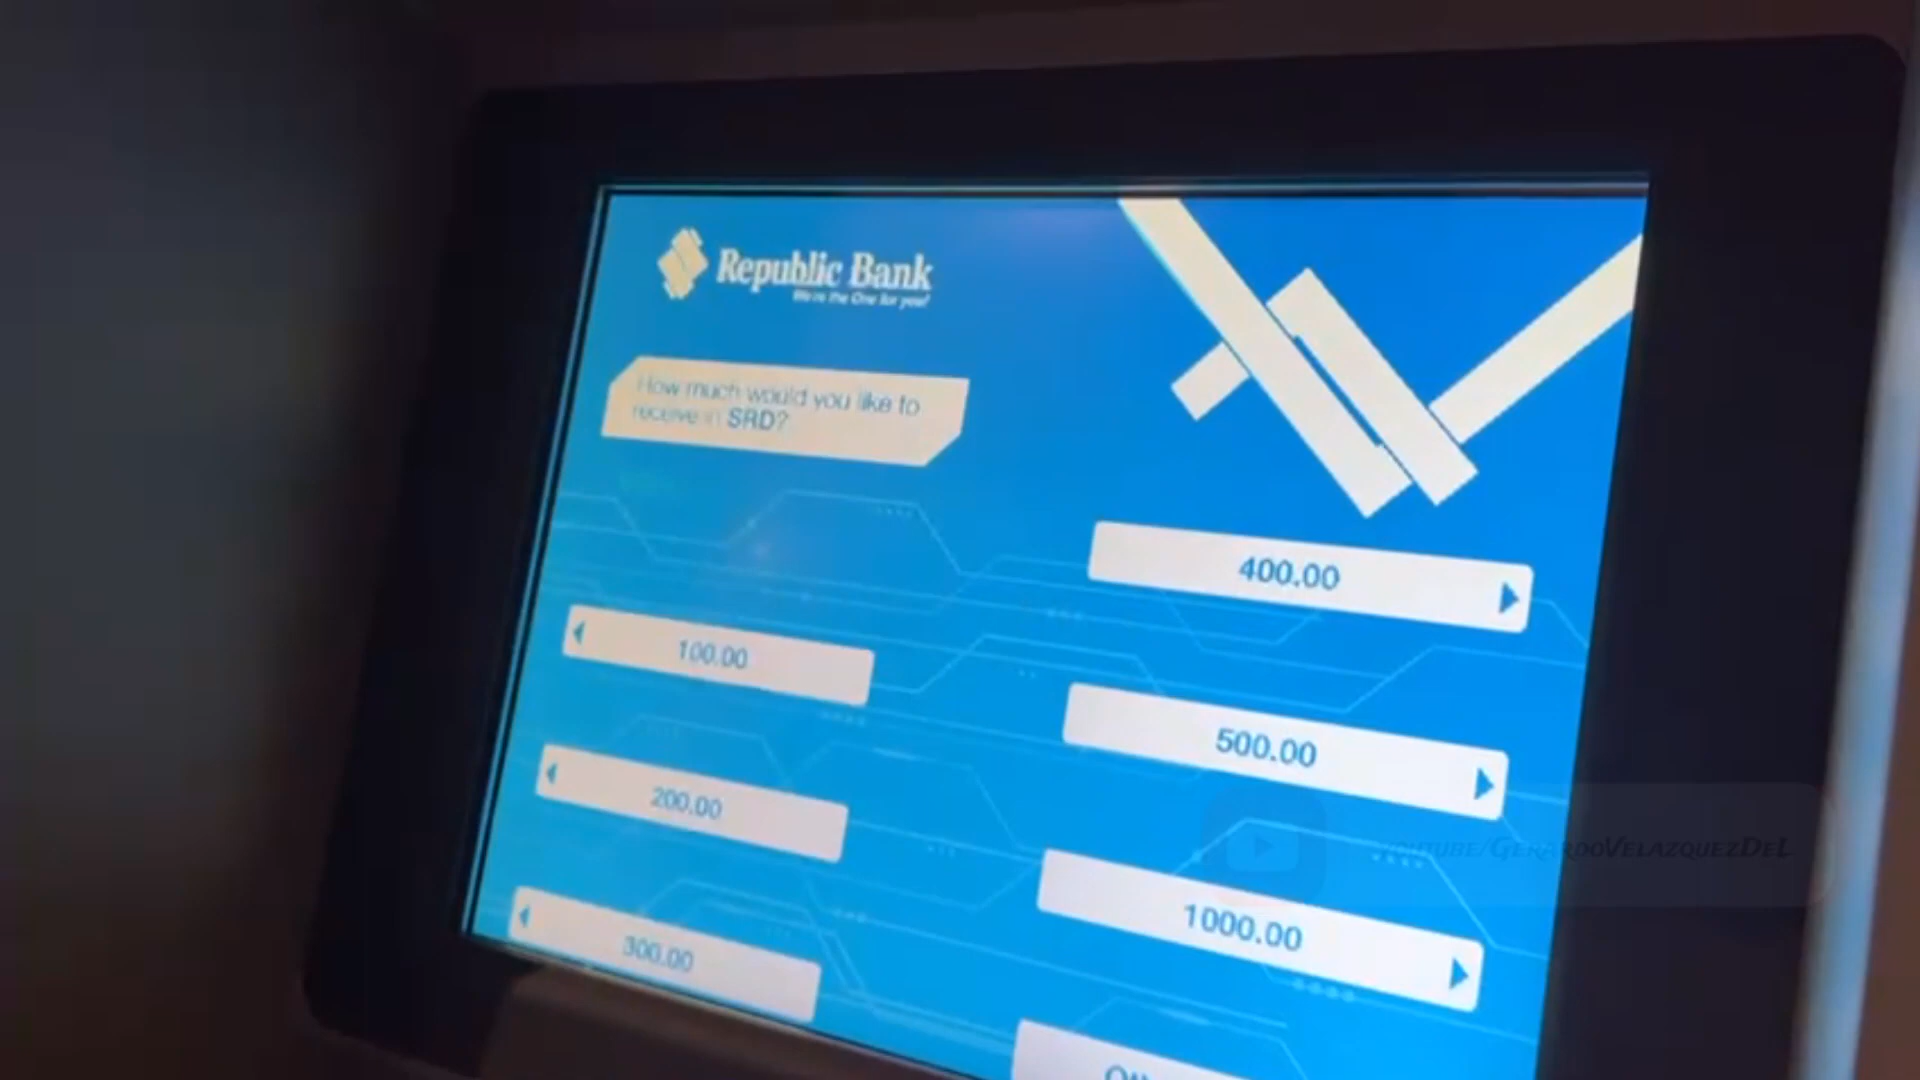 Republic Bank
We're the One for you!
How much would you like to
receive in SRD?
400.00
100.00
500.00
200.00
1000.00
300.00
YOUTUBE/GERARDOVELAZQUEZDEL